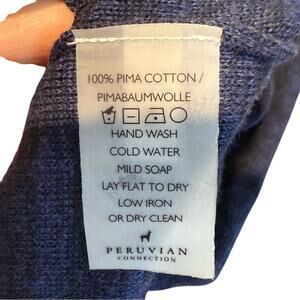 100% PIMA COTTON /
PIMABAUMWOLLE
HAND WASH
COLD WATER
MILD SOAP
LAY FLAT TO DRY
LOW IRON
OR DRY CLEAN
PERUVIAN
CONNECTION